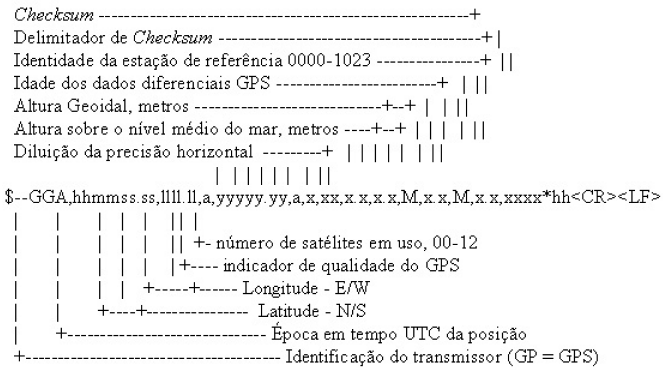 Checksum ---------------------------------------------------------+
Delimitador de Checksum ----------------------------------------+ |
Identidade da estação de referência 0000-1023 ----------------+ ||
Idade dos dados diferenciais GPS -------------------------+ | ||
Altura Geoidal, metros -----------------------------+--+ | | ||
Altura sobre o nível médio do mar, metros ----+--+ | | | | ||
Diluição da precisão horizontal ---------+ | | | | | | ||
| | | | | | | ||
$--GGA,hhmmss.ss,llll.ll,a,yyyyy.yy,a,x,xx,x.x,x.x,M,x.x,M,x.x,xxxx*hh<CR><LF>
| | | | | || |
| | | | | || +- número de satélites em uso, 00-12
| | | | | |+---- indicador de qualidade do GPS
| | | | +-----+------ Longitude - E/W
| | +----+---------------- Latitude - N/S
| +------------------------------- Época em tempo UTC da posição
+--------------------------------------- Identificação do transmissor (GP = GPS)